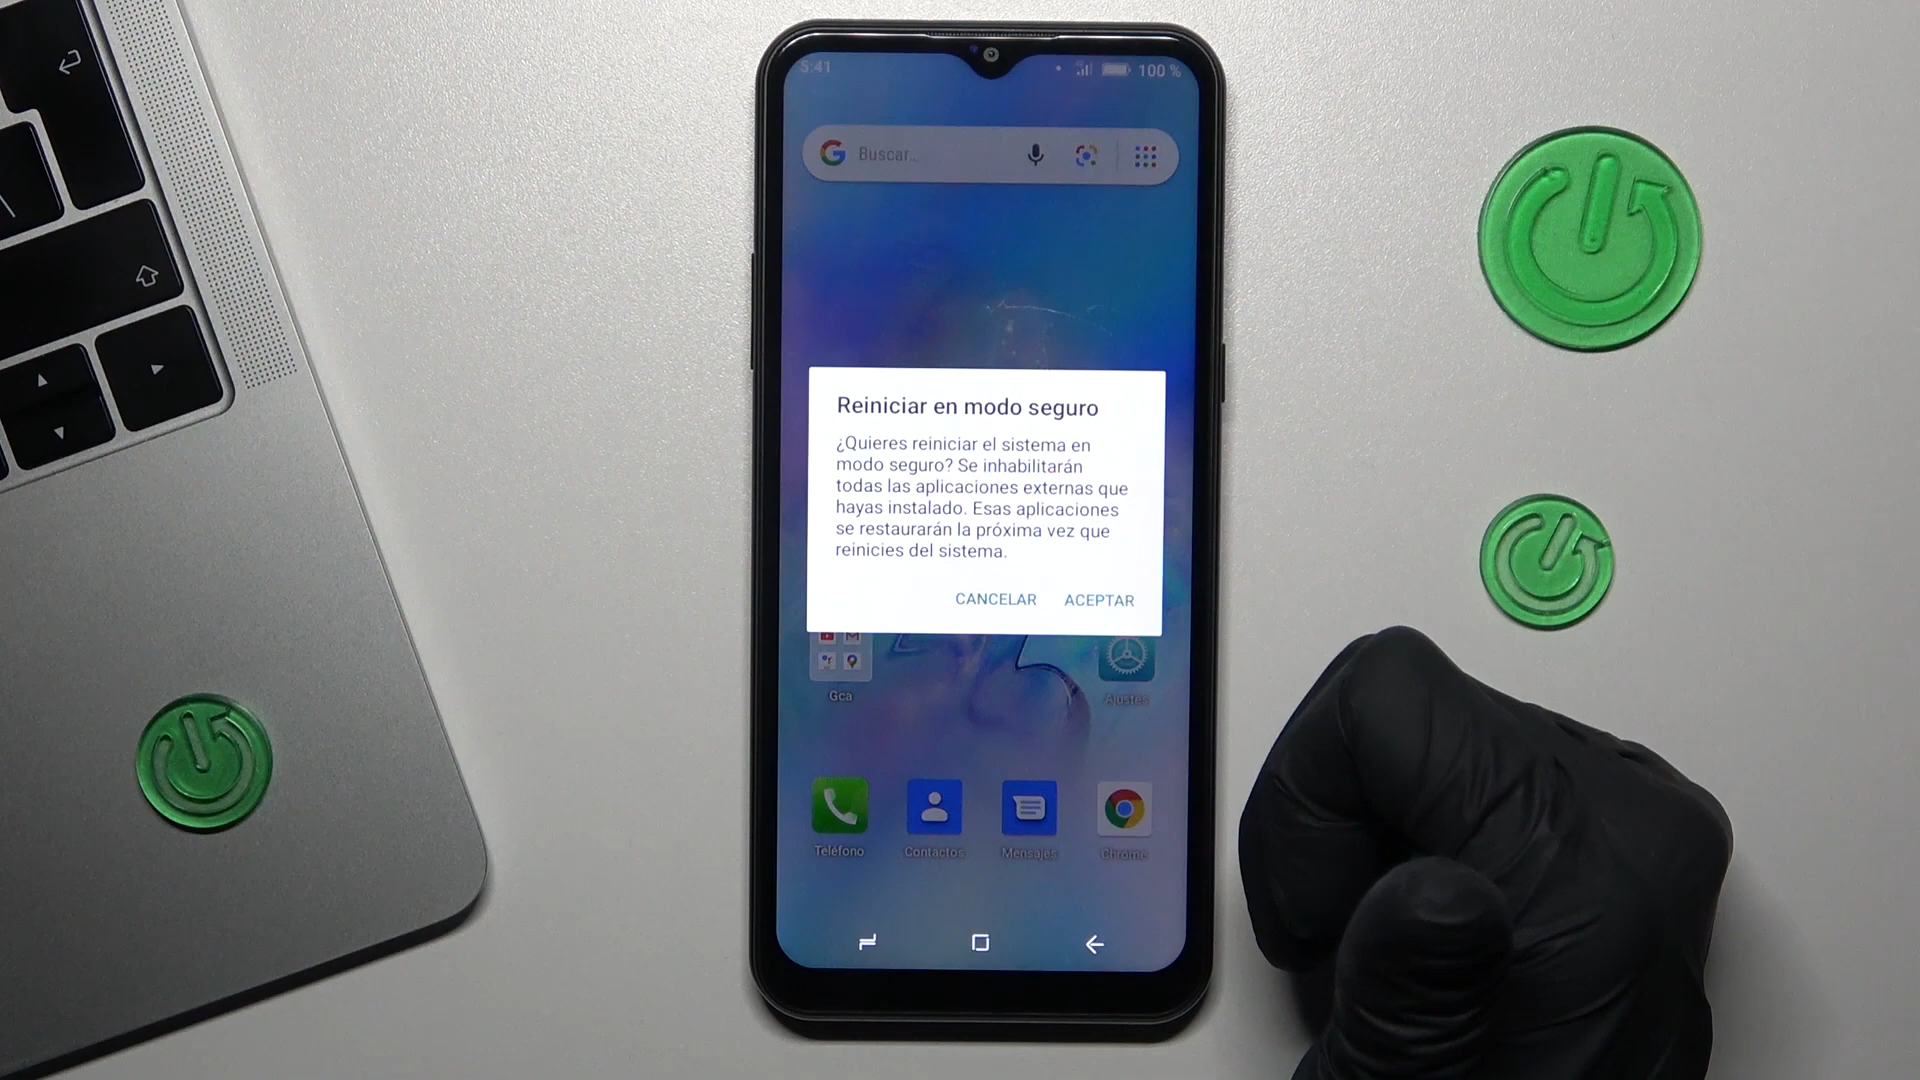 5:41
100 %
Buscar...
Reiniciar en modo seguro
¿Quieres reiniciar el sistema en
modo seguro? Se inhabilitarán
todas las aplicaciones externas que
hayas instalado. Esas aplicaciones
se restaurarán la próxima vez que
reinicies del sistema.
CANCELAR ACEPTAR
Gca Ajustes
Teléfono Contactos Mensajes Chrome